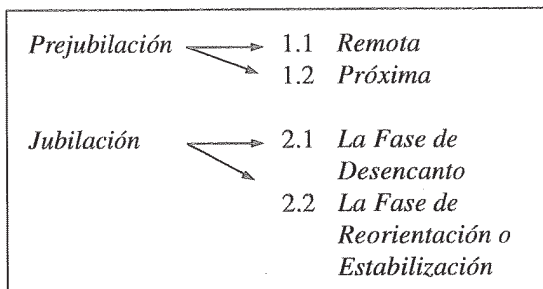 Prejubilación 1.1 Remota
1.2 Próxima
Jubilación 2.1 La Fase de
Desencanto
2.2 La Fase de
Reorientación o
Estabilización